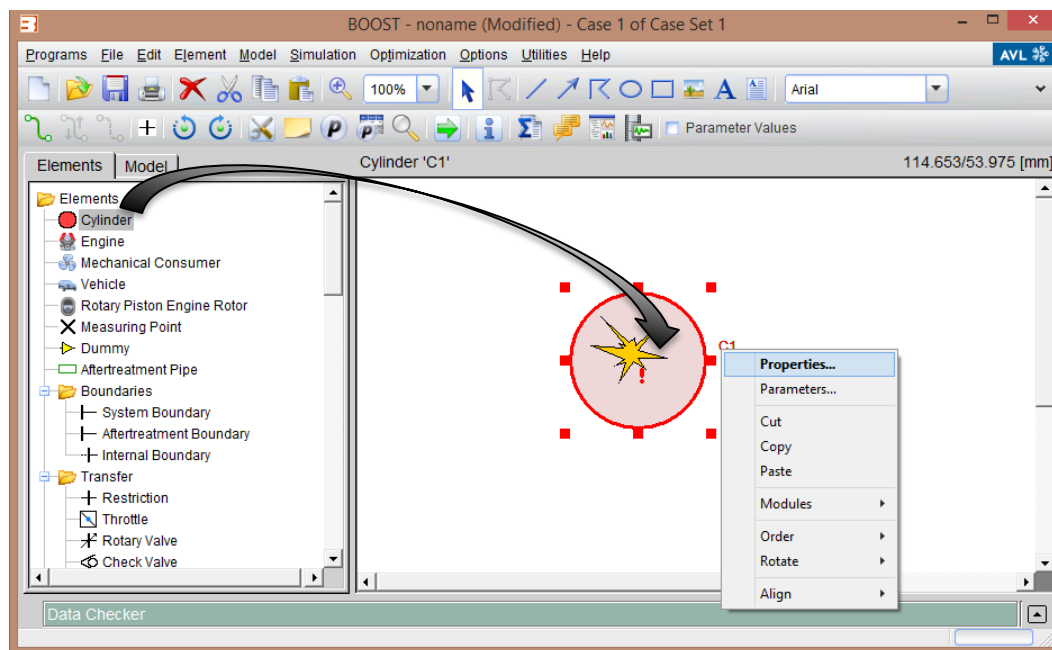 BOOST - noname (Modified) - Case 1 of Case Set 1
Programs File Edit Element Model Simulation Optimization Options Utilities Help AVL
100% A Arial
P P i Σ Parameter Values
Elements Model Cylinder 'C1' 114.653/53.975 [mm]
Elements
Cylinder
Engine
Mechanical Consumer
Vehicle
Rotary Piston Engine Rotor
Measuring Point
Dummy
Aftertreatment Pipe
Boundaries
System Boundary
Aftertreatment Boundary
Internal Boundary
Transfer
Restriction
Throttle
Rotary Valve
Check Valve
!
C1
Properties...
Parameters...
Cut
Copy
Paste
Modules
Order
Rotate
Align
Data Checker